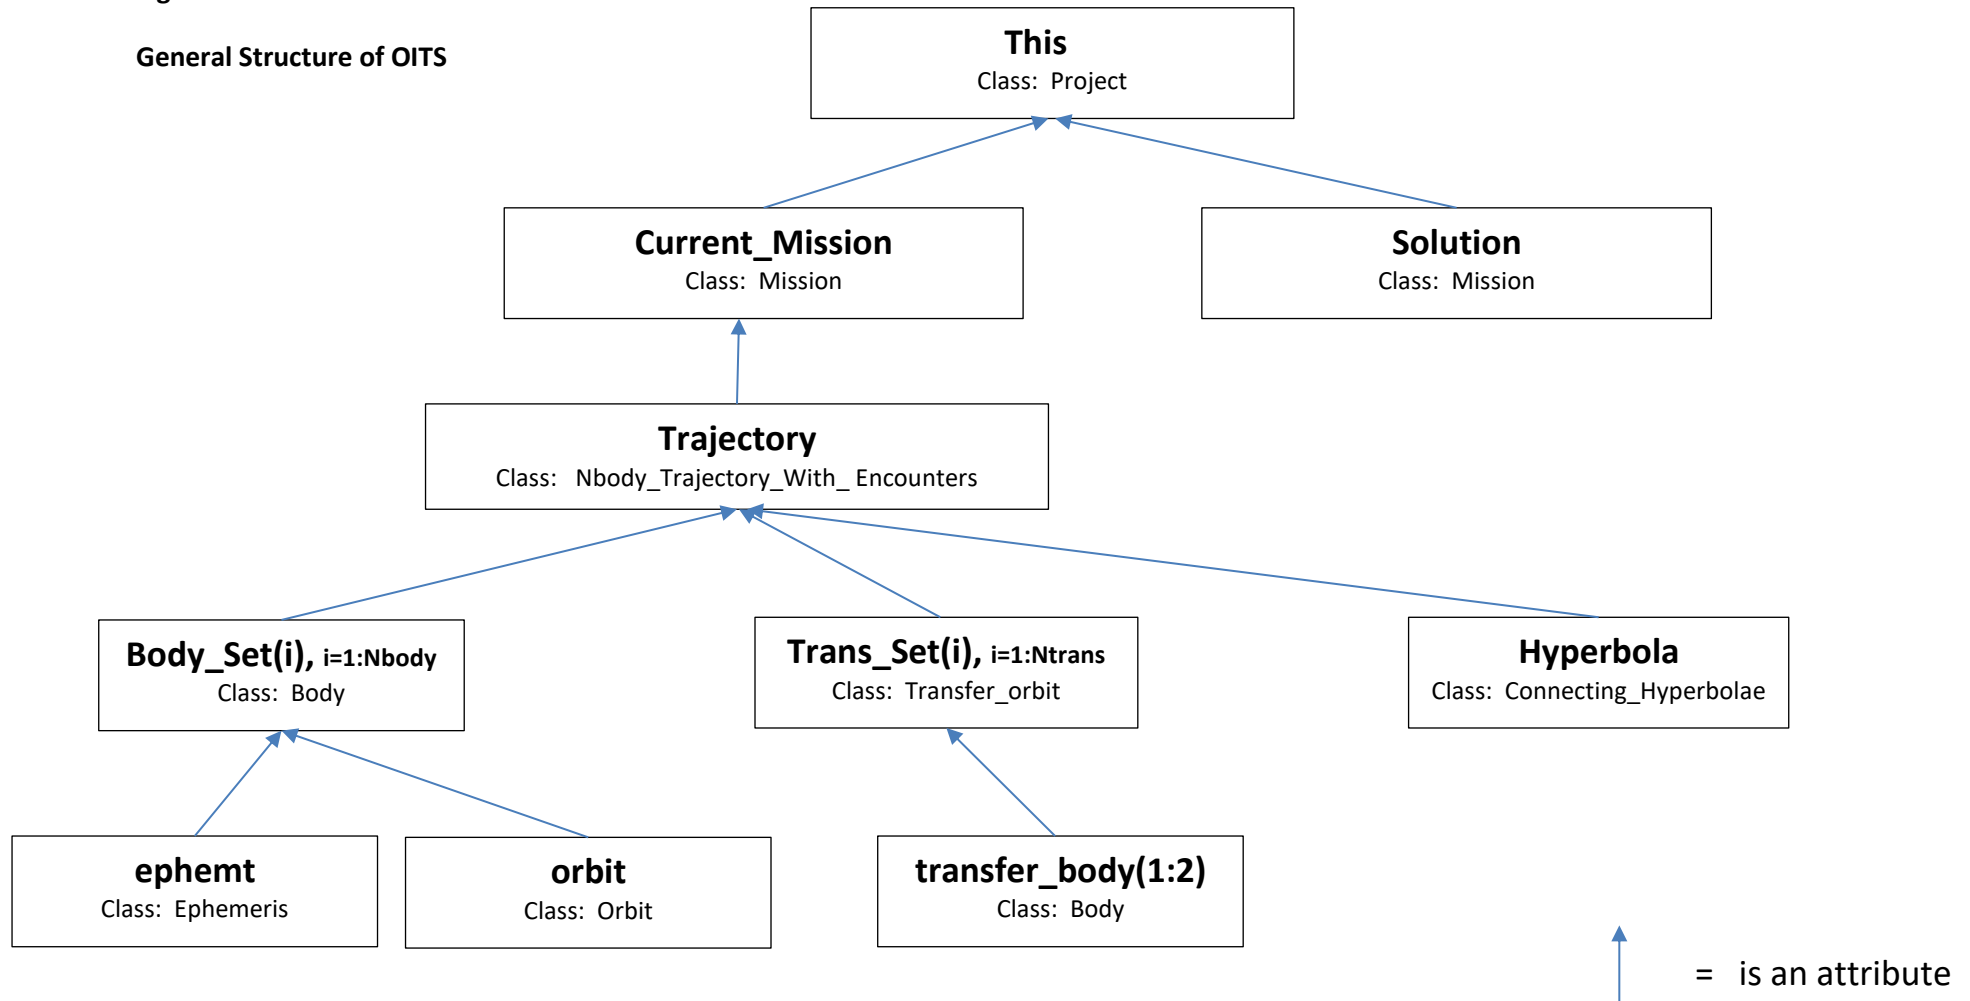 General Structure of OITS
This
Class: Project
Current_Mission
Class: Mission
Solution
Class: Mission
Trajectory
Class: Nbody_Trajectory_With_ Encounters
Body_Set(i), i=1:Nbody
Class: Body
Trans_Set(i), i=1:Ntrans
Class: Transfer_orbit
Hyperbola
Class: Connecting_Hyperbolae
ephemt
Class: Ephemeris
orbit
Class: Orbit
transfer_body(1:2)
Class: Body
= is an attribute